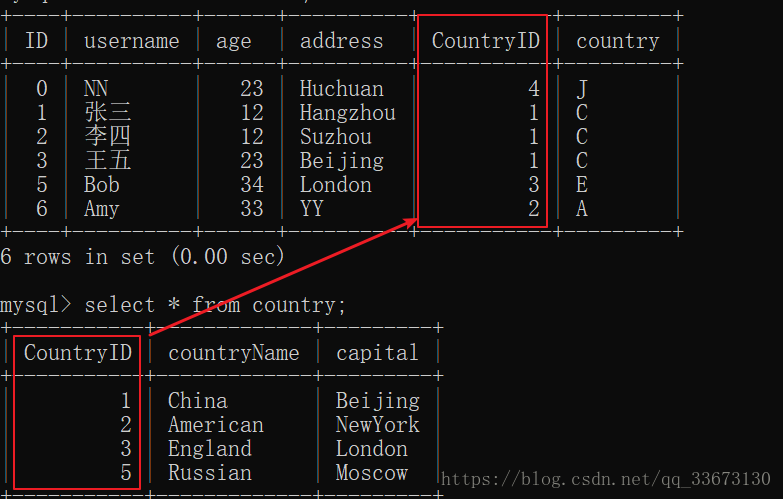 +----+----------+------+-----------+-----------+---------+
| ID | username | age | address | CountryID | country |
+----+----------+------+-----------+-----------+---------+
| 0 | NN | 23 | Huchuan | 4 | J |
| 1 | 张三 | 12 | Hangzhou | 1 | C |
| 2 | 李四 | 12 | Suzhou | 1 | C |
| 3 | 王五 | 23 | Beijing | 1 | C |
| 5 | Bob | 34 | London | 3 | E |
| 6 | Amy | 33 | YY | 2 | A |
+----+----------+------+-----------+-----------+---------+
6 rows in set (0.00 sec)
mysql> select * from country;
+-----------+-------------+---------+
| CountryID | countryName | capital |
+-----------+-------------+---------+
| 1 | China | Beijing |
| 2 | American | NewYork |
| 3 | England | London |
| 5 | Russian | Moscow |
+-----------+-------------+---------+
https://blog.csdn.net/qq_33673130